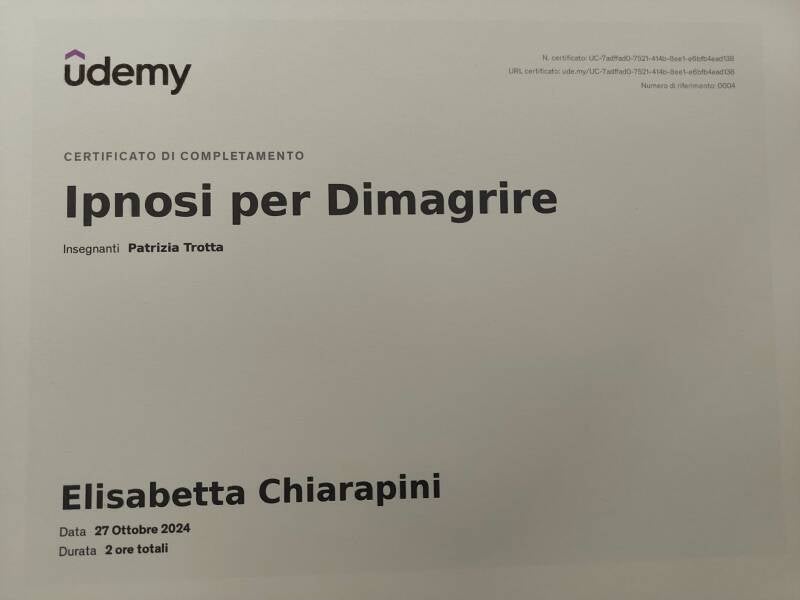 ûdemy
N. certificato: UC-7adffad0-7521-414b-8ee1-e6bfb4ead138
URL certificato: ude.my/UC-7adffad0-7521-414b-8ee1-e6bfb4ead138
Numero di riferimento: 0004
CERTIFICATO DI COMPLETAMENTO
Ipnosi per Dimagrire
Insegnanti Patrizia Trotta
Elisabetta Chiarapini
Data 27 Ottobre 2024
Durata 2 ore totali